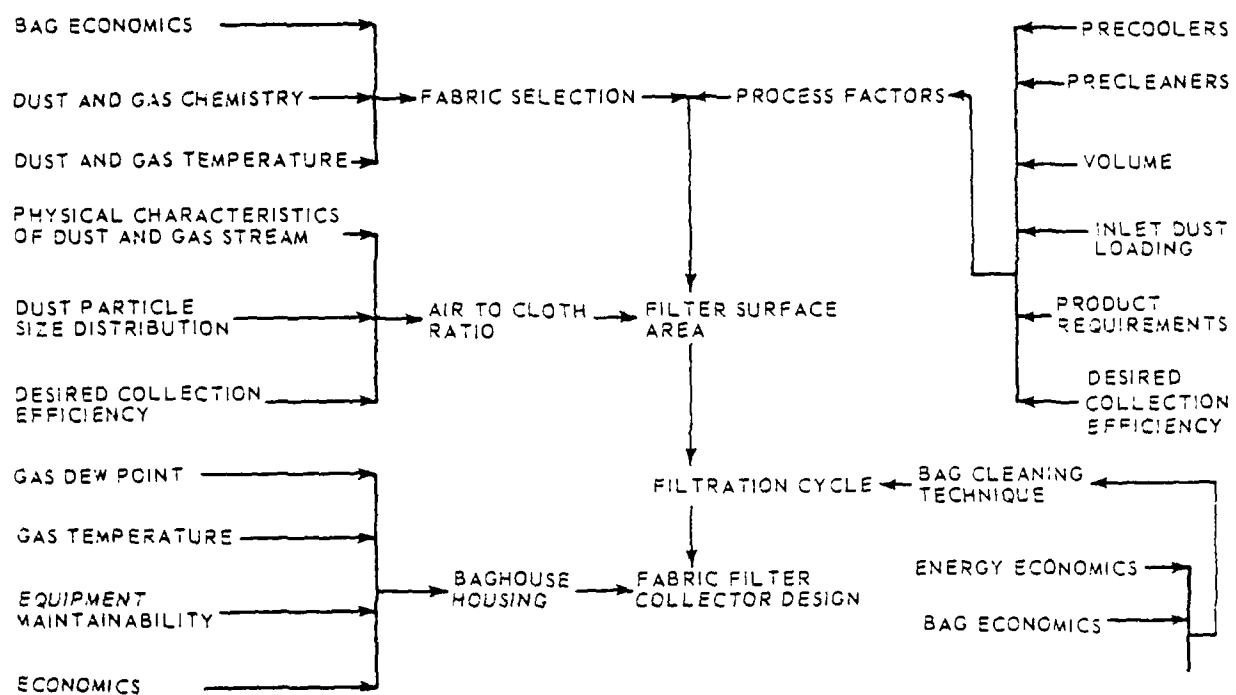 BAG ECONOMICS
DUST AND GAS CHEMISTRY
DUST AND GAS TEMPERATURE
FABRIC SELECTION
PROCESS FACTORS
PRECOOLERS
PRECLEANERS
VOLUME
INLET DUST
LOADING
PRODUCT
REQUIREMENTS
DESIRED
COLLECTION
EFFICIENCY
PHYSICAL CHARACTERISTICS
OF DUST AND GAS STREAM
DUST PARTICLE
SIZE DISTRIBUTION
DESIRED COLLECTION
EFFICIENCY
AIR TO CLOTH
RATIO
FILTER SURFACE
AREA
FILTRATION CYCLE
BAG CLEANING
TECHNIQUE
GAS DEW POINT
GAS TEMPERATURE
EQUIPMENT
MAINTAINABILITY
ECONOMICS
BAGHOUSE
HOUSING
FABRIC FILTER
COLLECTOR DESIGN
ENERGY ECONOMICS
BAG ECONOMICS